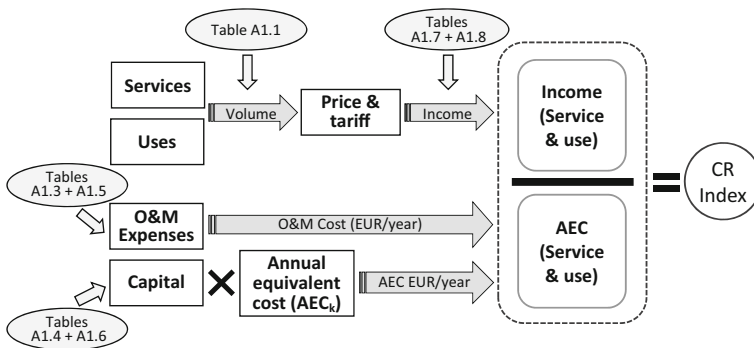 Table A1.1
Tables
A1.7 + A1.8
Services
Uses
Volume
Price &
tariff
Income
Income
(Service
& use)
CR
Index
Tables
A1.3 + A1.5
O&M
Expenses
O&M Cost (EUR/year)
AEC
(Service
& use)
Capital
Annual
equivalent
cost (AECₖ)
AEC EUR/year
Tables
A1.4 + A1.6